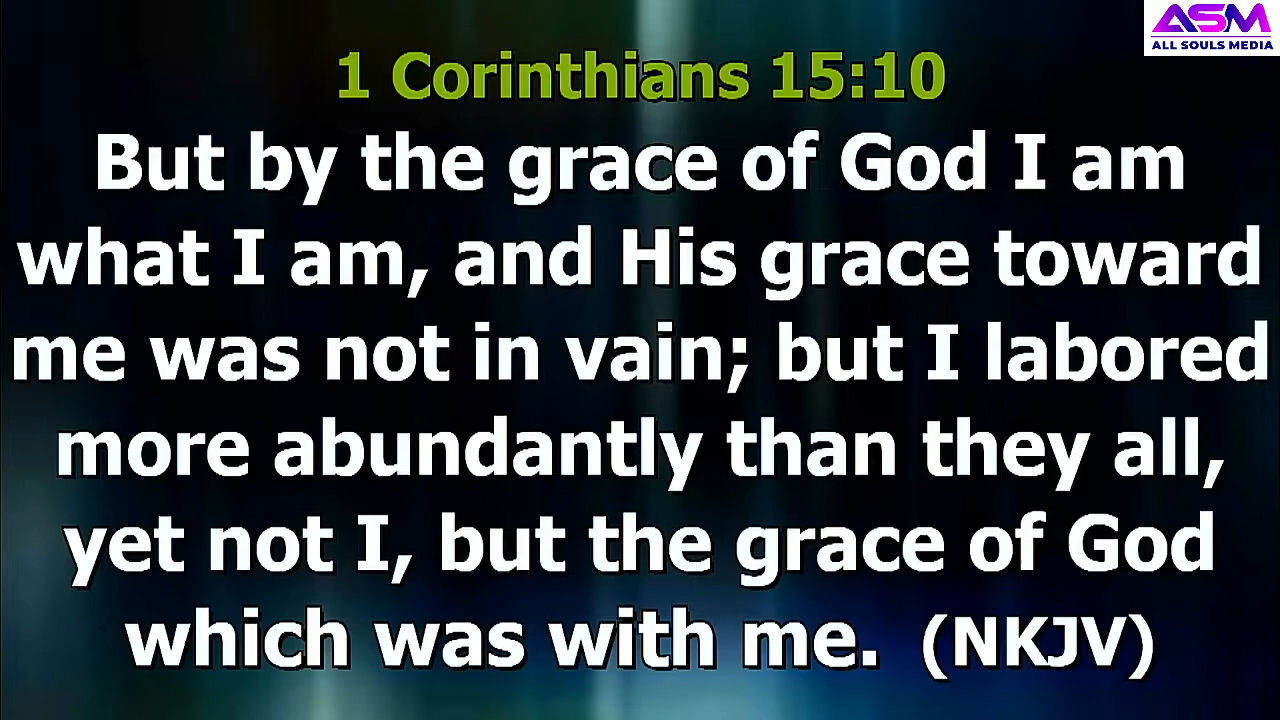 ASM
ALL SOULS MEDIA
1 Corinthians 15:10
But by the grace of God I am
what I am, and His grace toward
me was not in vain; but I labored
more abundantly than they all,
yet not I, but the grace of God
which was with me. (NKJV)